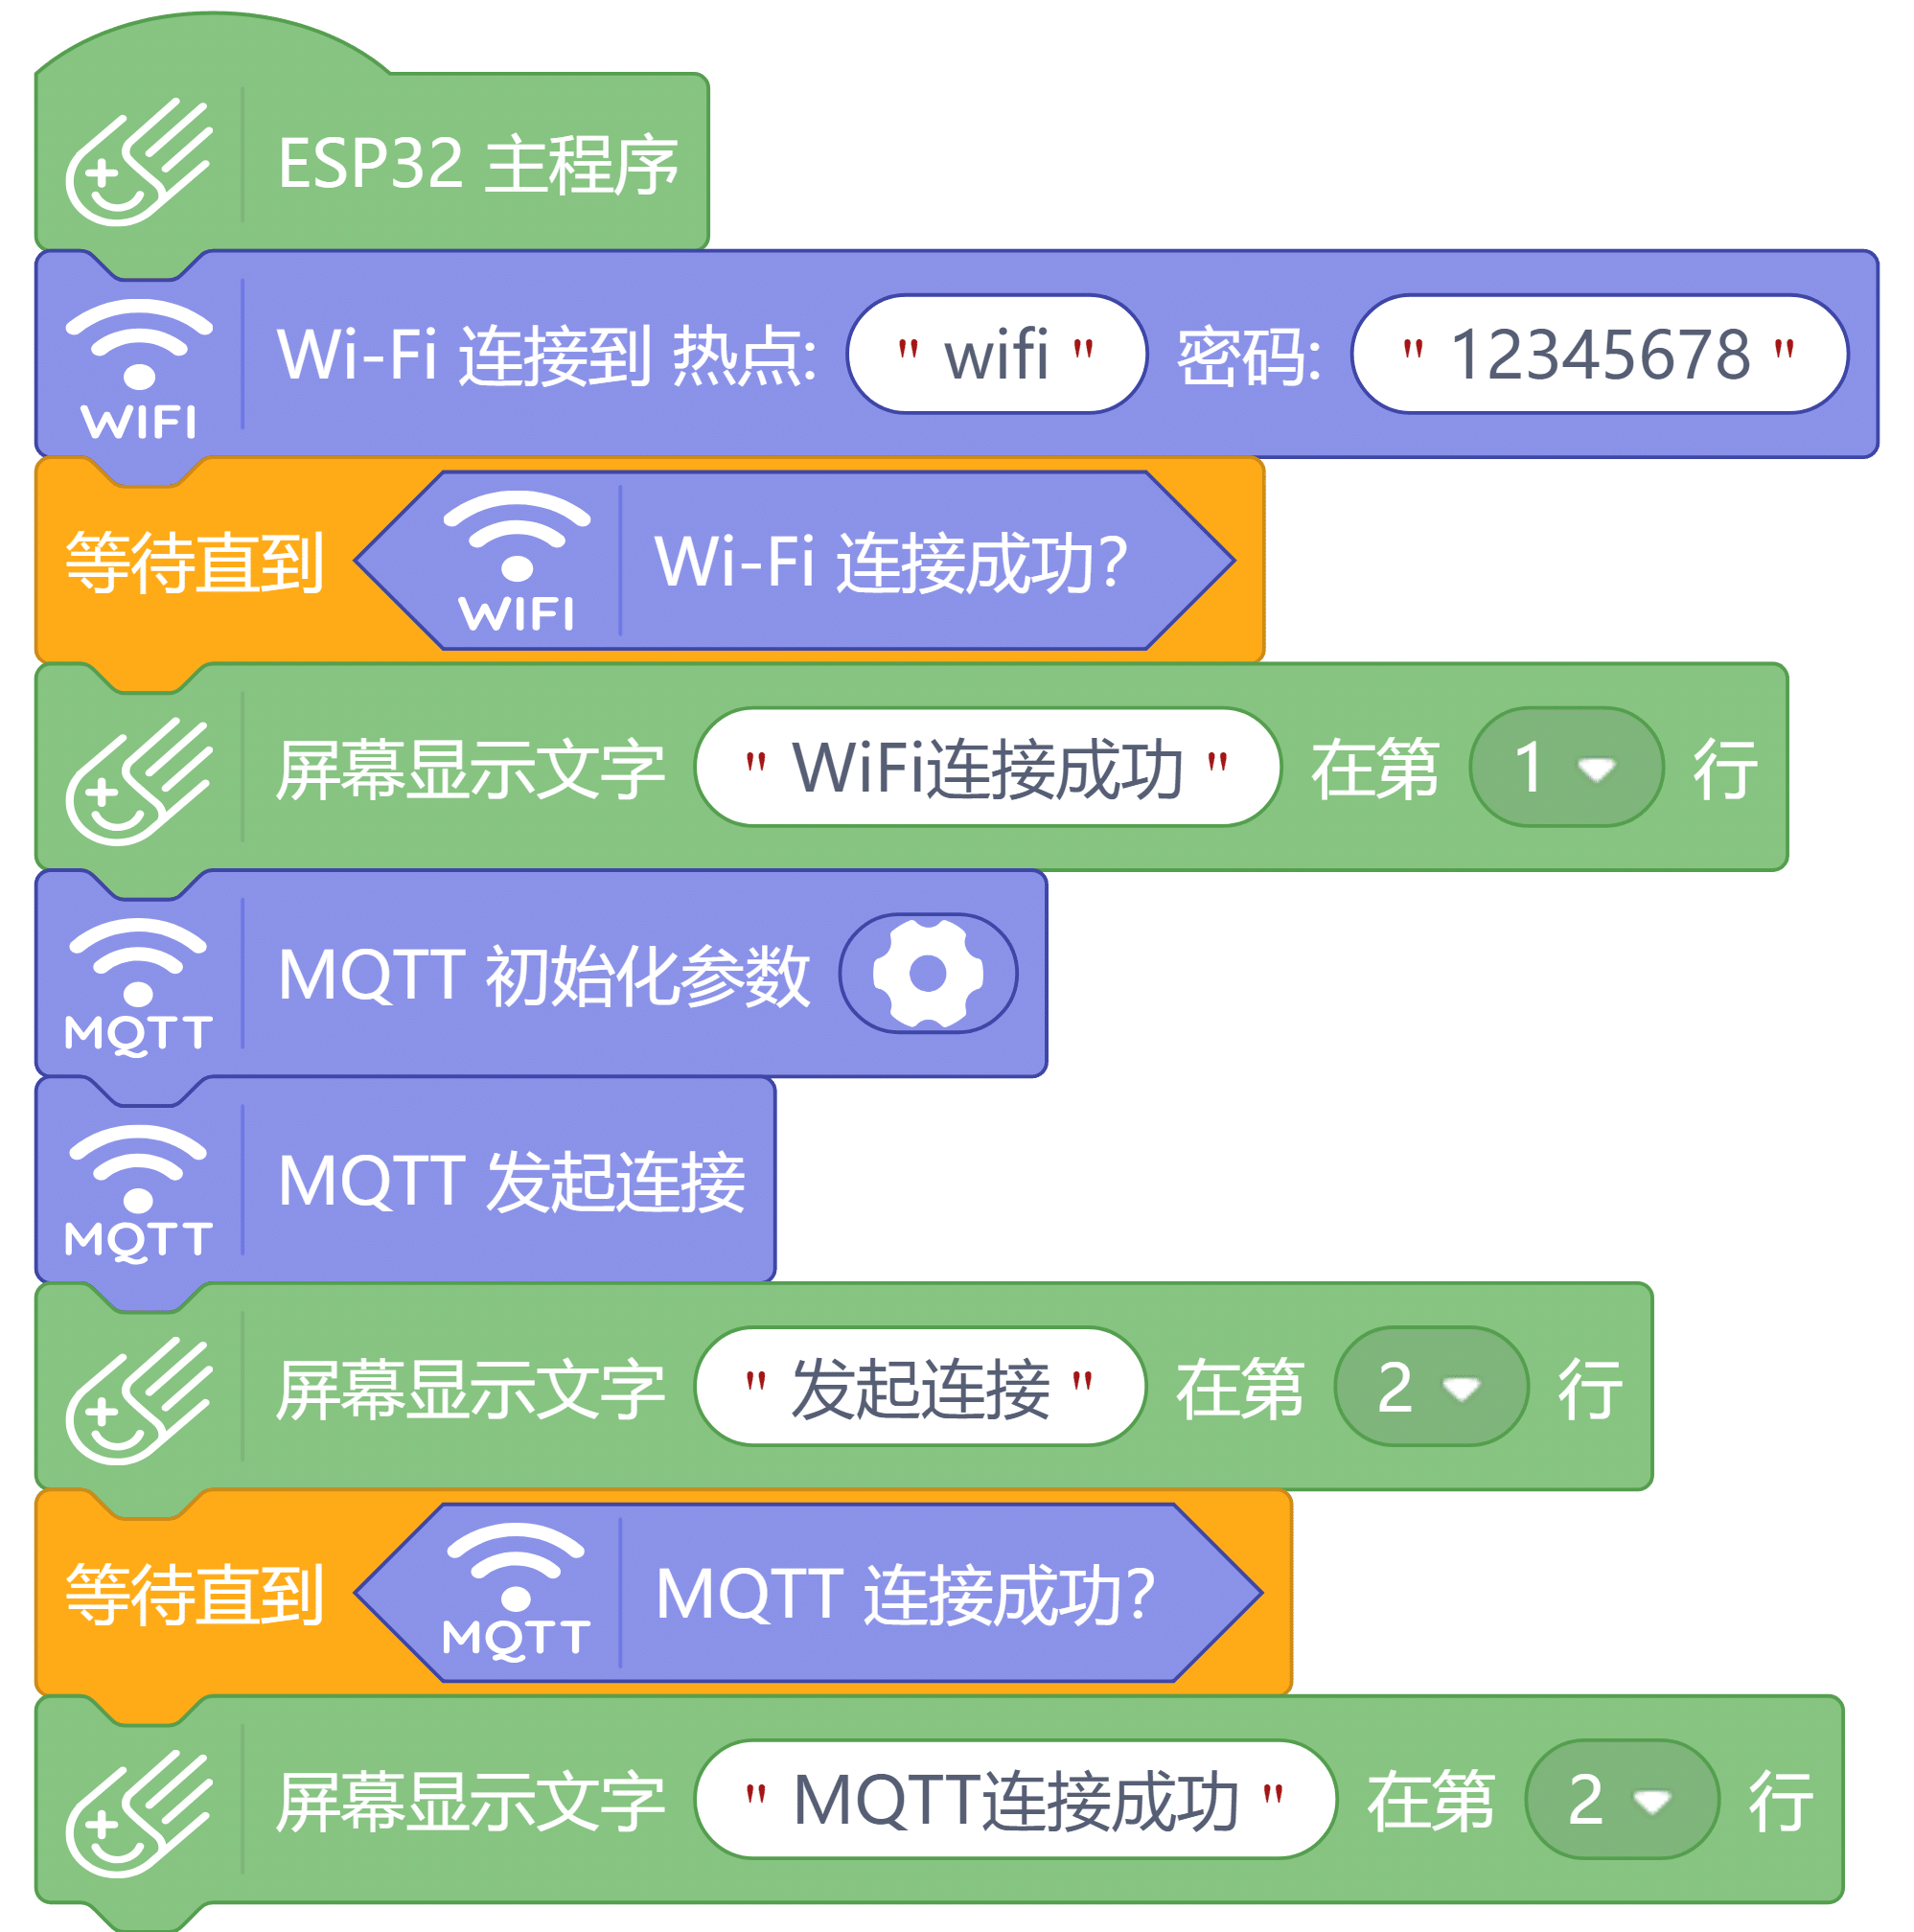 ESP32 主程序
WIFI Wi-Fi 连接到 热点: " wifi " 密码: " 12345678 "
等待直到 WIFI Wi-Fi 连接成功?
屏幕显示文字 " WiFi连接成功 " 在第 1 行
MQTT MQTT 初始化参数
MQTT MQTT 发起连接
屏幕显示文字 " 发起连接 " 在第 2 行
等待直到 MQTT MQTT 连接成功?
屏幕显示文字 " MQTT连接成功 " 在第 2 行